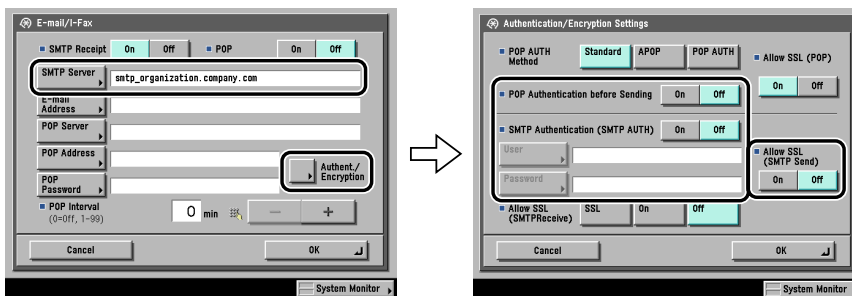 E-mail/I-Fax
SMTP Receipt On Off POP On Off
SMTP Server smtp_organization.company.com
E-mail
Address
POP Server
POP Address
Authent./
Encryption
POP
Password
POP Interval
(0=Off, 1-99)
0 min - +
Cancel OK
System Monitor
Authentication/Encryption Settings
POP AUTH
Method
Standard APOP POP AUTH
Allow SSL (POP)
On Off
POP Authentication before Sending On Off
SMTP Authentication (SMTP AUTH) On Off
User
Password
Allow SSL
(SMTP Send)
On Off
Allow SSL
(SMTPReceive)
SSL On Off
Cancel OK
System Monitor